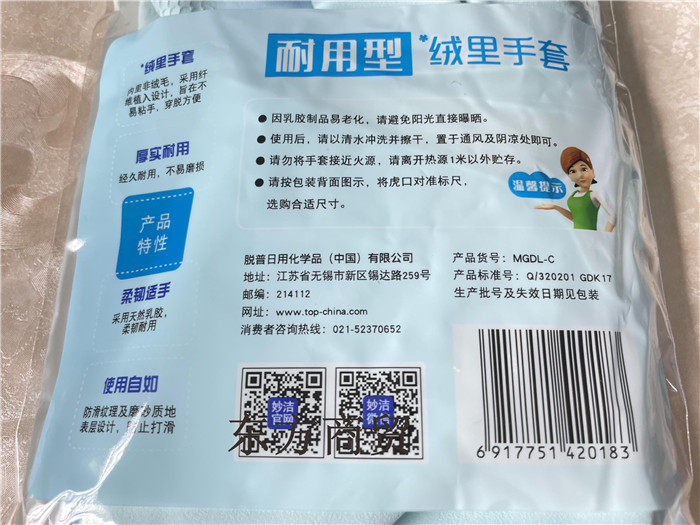 耐用型 *绒里手套
*绒里手套
内里非绒毛,采用纤
维植入设计,旨在不
易粘手,穿脱方便
厚实耐用
经久耐用,不易磨损
产品
特性
柔韧适手
采用天然乳胶,
柔韧耐用
使用自如
防滑纹理及磨砂质地
表层设计,防止打滑
● 因乳胶制品易老化,请避免阳光直接曝晒。
● 使用后,请以清水冲洗并擦干,置于通风及阴凉处即可。
● 请勿将手套接近火源,请离开热源1米以外贮存。
● 请按包装背面图示,将虎口对准标尺,
选购合适尺寸。
温馨提示
脱普日用化学品(中国)有限公司
地址:江苏省无锡市新区锡达路259号
邮编:214112
网址:www.top-china.com
消费者咨询热线:021-52370652
产品货号:MGDL-C
产品标准号:Q/320201 GDK17
生产批号及失效日期见包装
妙洁
官网
妙洁
微信
东方商贸
6 917751 420183